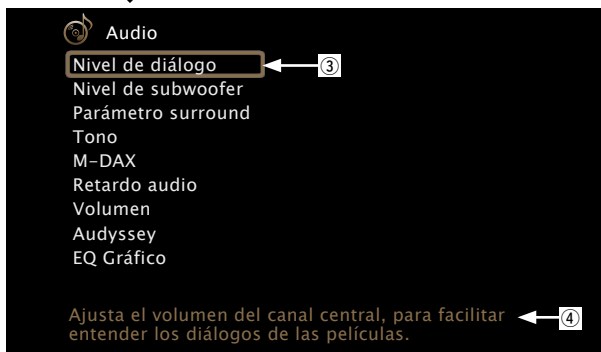 Audio
Nivel de diálogo
③
Nivel de subwoofer
Parámetro surround
Tono
M-DAX
Retardo audio
Volumen
Audyssey
EQ Gráfico
Ajusta el volumen del canal central, para facilitar
④
entender los diálogos de las películas.